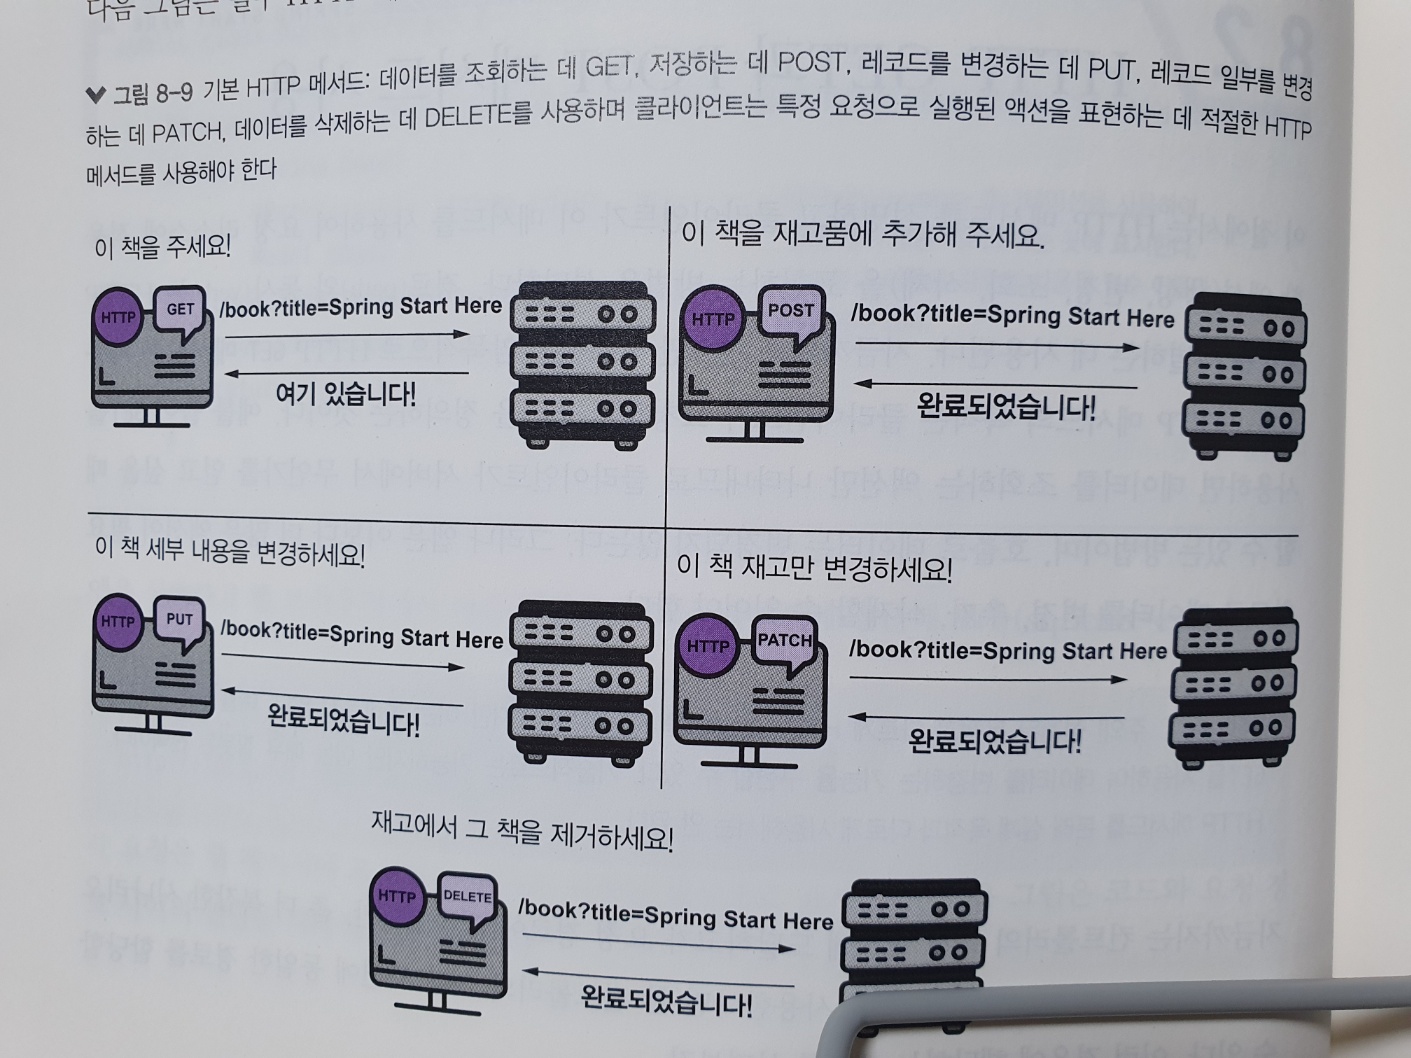 다음 그림은
그림 8-9 기본 HTTP 메서드: 데이터를 조회하는 데 GET, 저장하는 데 POST, 레코드를 변경하는 데 PUT, 레코드 일부를 변경
하는 데 PATCH, 데이터를 삭제하는 데 DELETE를 사용하며 클라이언트는 특정 요청으로 실행된 액션을 표현하는 데 적절한 HTTP
메서드를 사용해야 한다
이 책을 주세요!
HTTP
GET
/book?title=Spring Start Here
여기 있습니다!
이 책을 재고품에 추가해 주세요.
HTTP
POST
/book?title=Spring Start Here
완료되었습니다!
이 책 세부 내용을 변경하세요!
HTTP
PUT
/book?title=Spring Start Here
완료되었습니다!
이 책 재고만 변경하세요!
HTTP
PATCH
/book?title=Spring Start Here
완료되었습니다!
재고에서 그 책을 제거하세요!
HTTP
DELETE
/book?title=Spring Start Here
완료되었습니다!